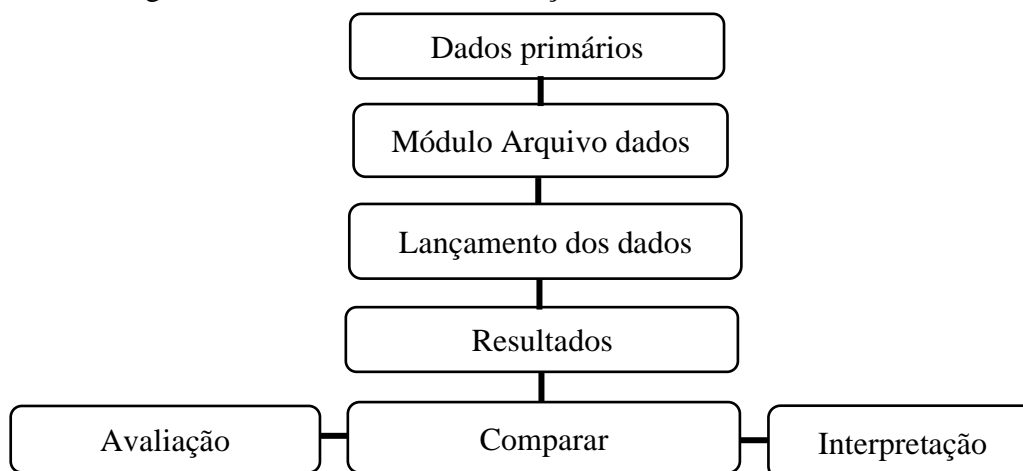 Dados primários
Módulo Arquivo dados
Lançamento dos dados
Resultados
Avaliação
Comparar
Interpretação